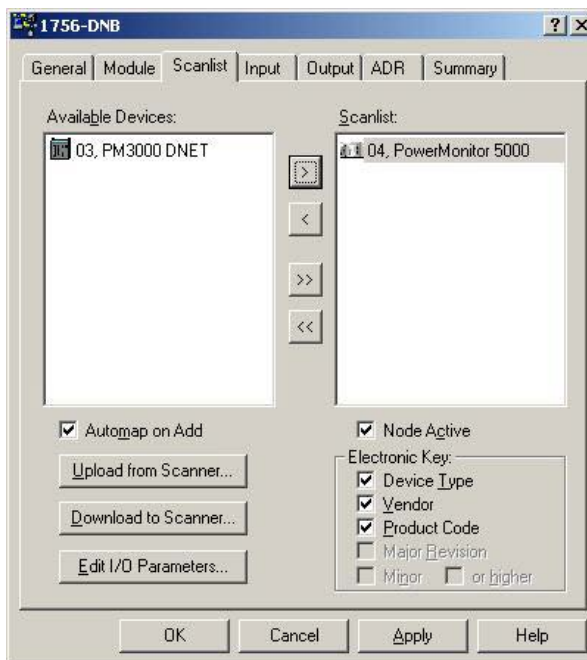 1756-DNB
General Module Scanlist Input Output ADR Summary
Available Devices:
03, PM3000 DNET
>
<
>>
<<
Scanlist:
04, PowerMonitor 5000
Automap on Add
Upload from Scanner...
Download to Scanner...
Edit I/O Parameters...
Node Active
Electronic Key:
Device Type
Vendor
Product Code
Major Revision
Minor or higher
OK Cancel Apply Help